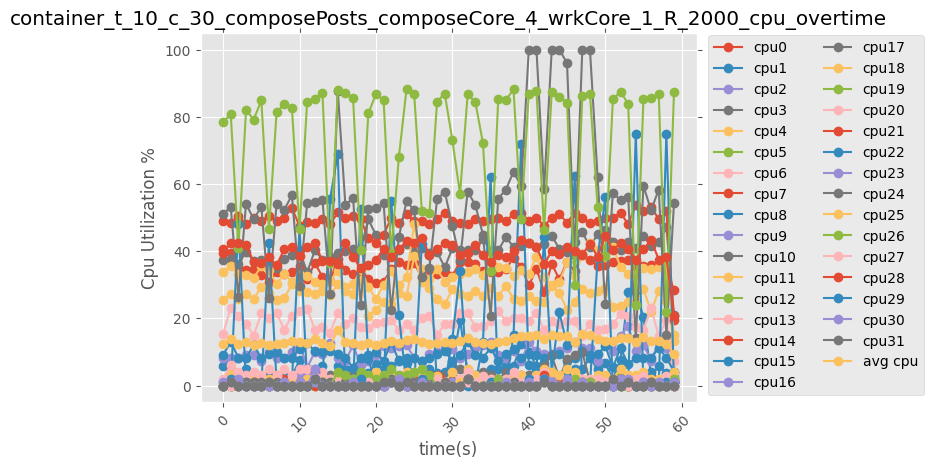 container_t_10_c_30_composePosts_composeCore_4_wrkCore_1_R_2000_cpu_overtime
100
80
60
40
20
0
Cpu Utilization %
0
10
20
30
40
50
60
time(s)
cpu0
cpu1
cpu2
cpu3
cpu4
cpu5
cpu6
cpu7
cpu8
cpu9
cpu10
cpu11
cpu12
cpu13
cpu14
cpu15
cpu16
cpu17
cpu18
cpu19
cpu20
cpu21
cpu22
cpu23
cpu24
cpu25
cpu26
cpu27
cpu28
cpu29
cpu30
cpu31
avg cpu